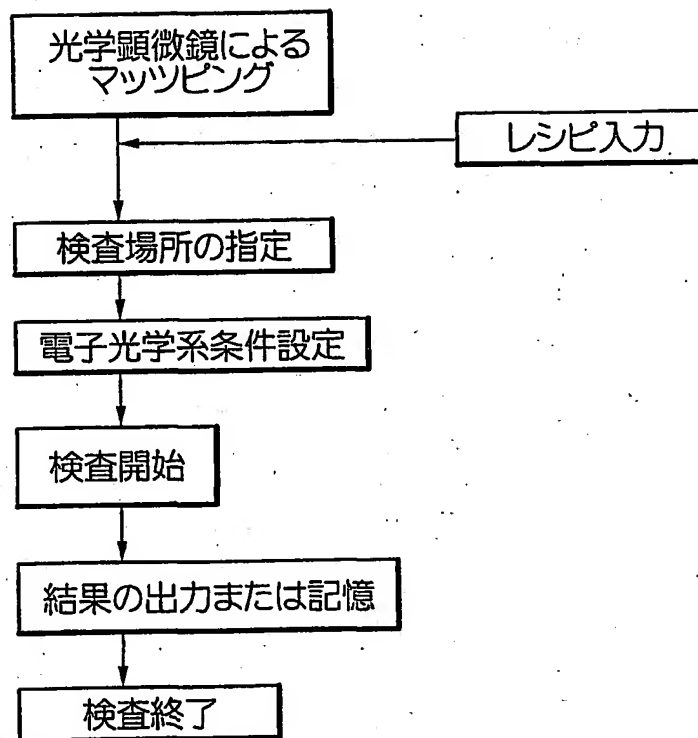 光学顕微鏡による
マッツピング
レシピ入力
検査場所の指定
電子光学系条件設定
検査開始
結果の出力または記憶
検査終了